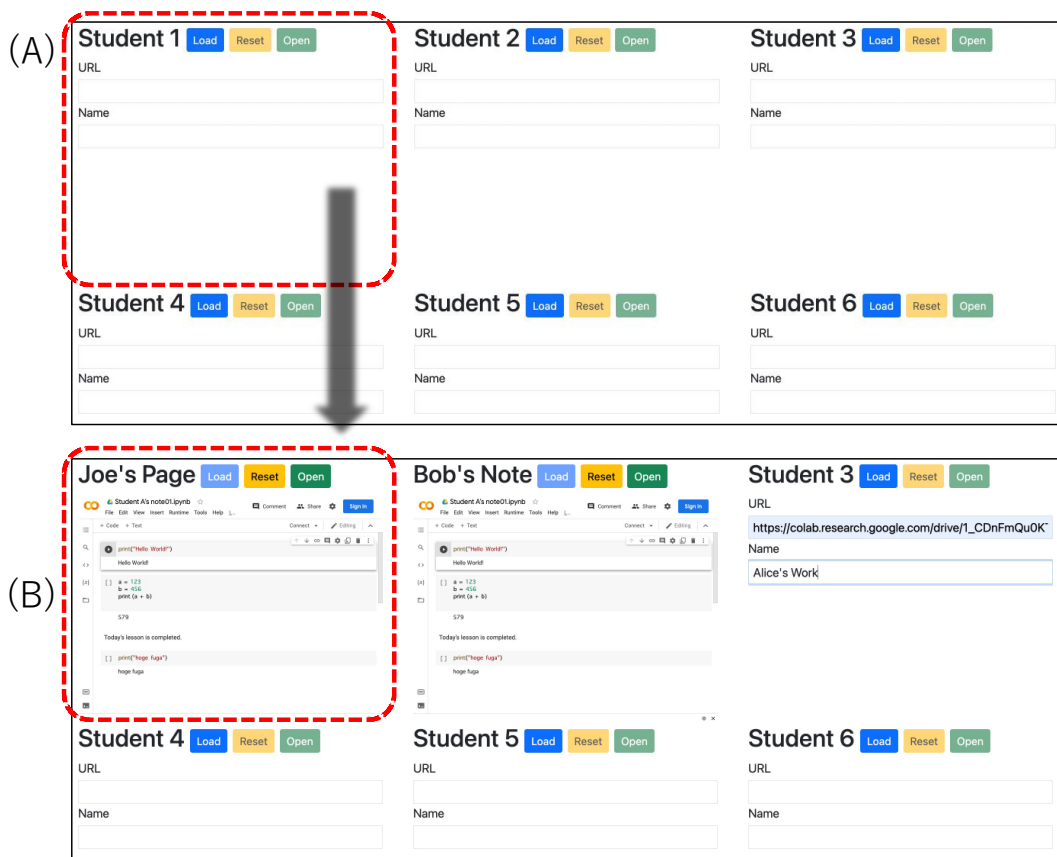 (A)
Student 1 Load Reset Open
URL
Name
Student 2 Load Reset Open
URL
Name
Student 3 Load Reset Open
URL
Name
Student 4 Load Reset Open
URL
Name
Student 5 Load Reset Open
URL
Name
Student 6 Load Reset Open
URL
Name
(B)
Joe's Page Load Reset Open
Student A's note01.ipynb
Comment Share Sign In
File Edit View Insert Runtime Tools Help
+ Code + Text Connect Editing
print("Hello World!")
Hello World!
[ ] a = 123
b = 456
print (a + b)
579
Today's lesson is completed.
[ ] print("hoge fuga")
hoge fuga
Bob's Note Load Reset Open
Student A's note01.ipynb
Comment Share Sign In
File Edit View Insert Runtime Tools Help
+ Code + Text Connect Editing
print("Hello World!")
Hello World!
[ ] a = 123
b = 456
print (a + b)
579
Today's lesson is completed.
[ ] print("hoge fuga")
hoge fuga
Student 3 Load Reset Open
URL
https://colab.research.google.com/drive/1_CDnFmQu0K
Name
Alice's Work
Student 4 Load Reset Open
URL
Name
Student 5 Load Reset Open
URL
Name
Student 6 Load Reset Open
URL
Name